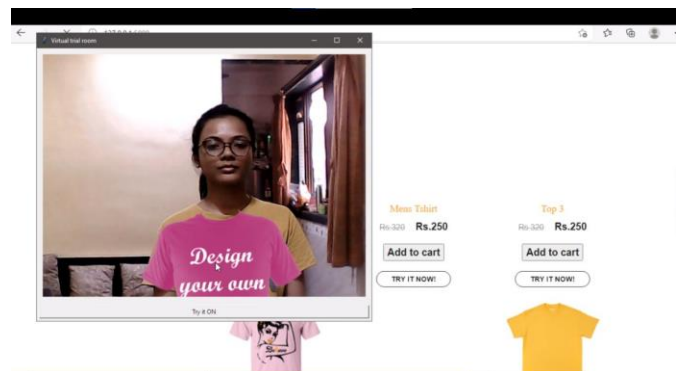 Virtual trial room
Design
your own
Try it ON
Mens Tshirt
Rs.320 Rs.250
Add to cart
TRY IT NOW!
Top 3
Rs.320 Rs.250
Add to cart
TRY IT NOW!